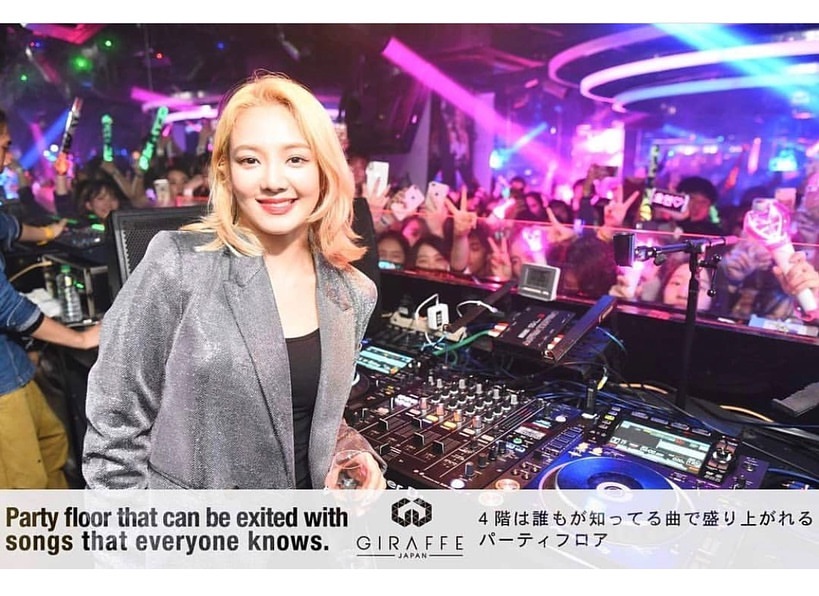 Party floor that can be exited with
songs that everyone knows.
GIRAFFE
JAPAN
4階は誰もが知ってる曲で盛り上がれる
パーティフロア